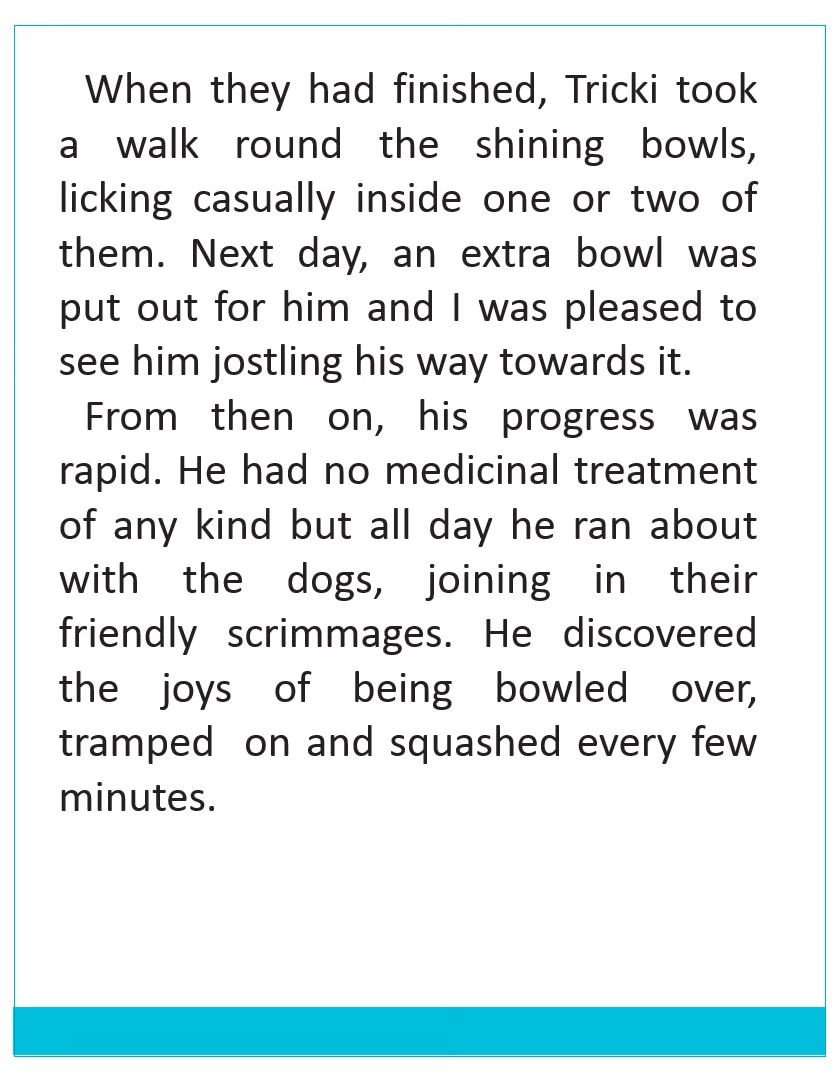 When they had finished, Tricki took
a walk round the shining bowls,
licking casually inside one or two of
them. Next day, an extra bowl was
put out for him and I was pleased to
see him jostling his way towards it.
From then on, his progress was
rapid. He had no medicinal treatment
of any kind but all day he ran about
with the dogs, joining in their
friendly scrimmages. He discovered
the joys of being bowled over,
tramped on and squashed every few
minutes.